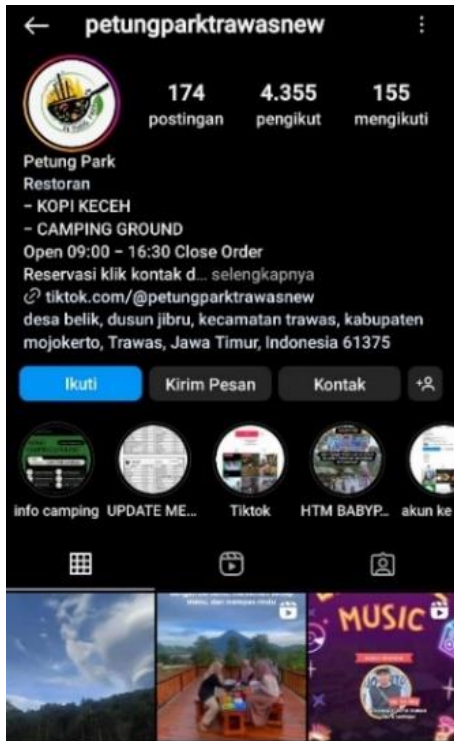 petungparktrawasnew
174 4.355 155
postingan pengikut mengikuti
Petung Park
Restoran
– KOPI KECEH
– CAMPING GROUND
Open 09:00 – 16:30 Close Order
Reservasi klik kontak d... selengkapnya
tiktok.com/@petungparktrawasnew
desa belik, dusun jibru, kecamatan trawas, kabupaten
mojokerto, Trawas, Jawa Timur, Indonesia 61375
Ikuti Kirim Pesan Kontak
info camping UPDATE ME... Tiktok HTM BABYP... akun ke
MUSIC